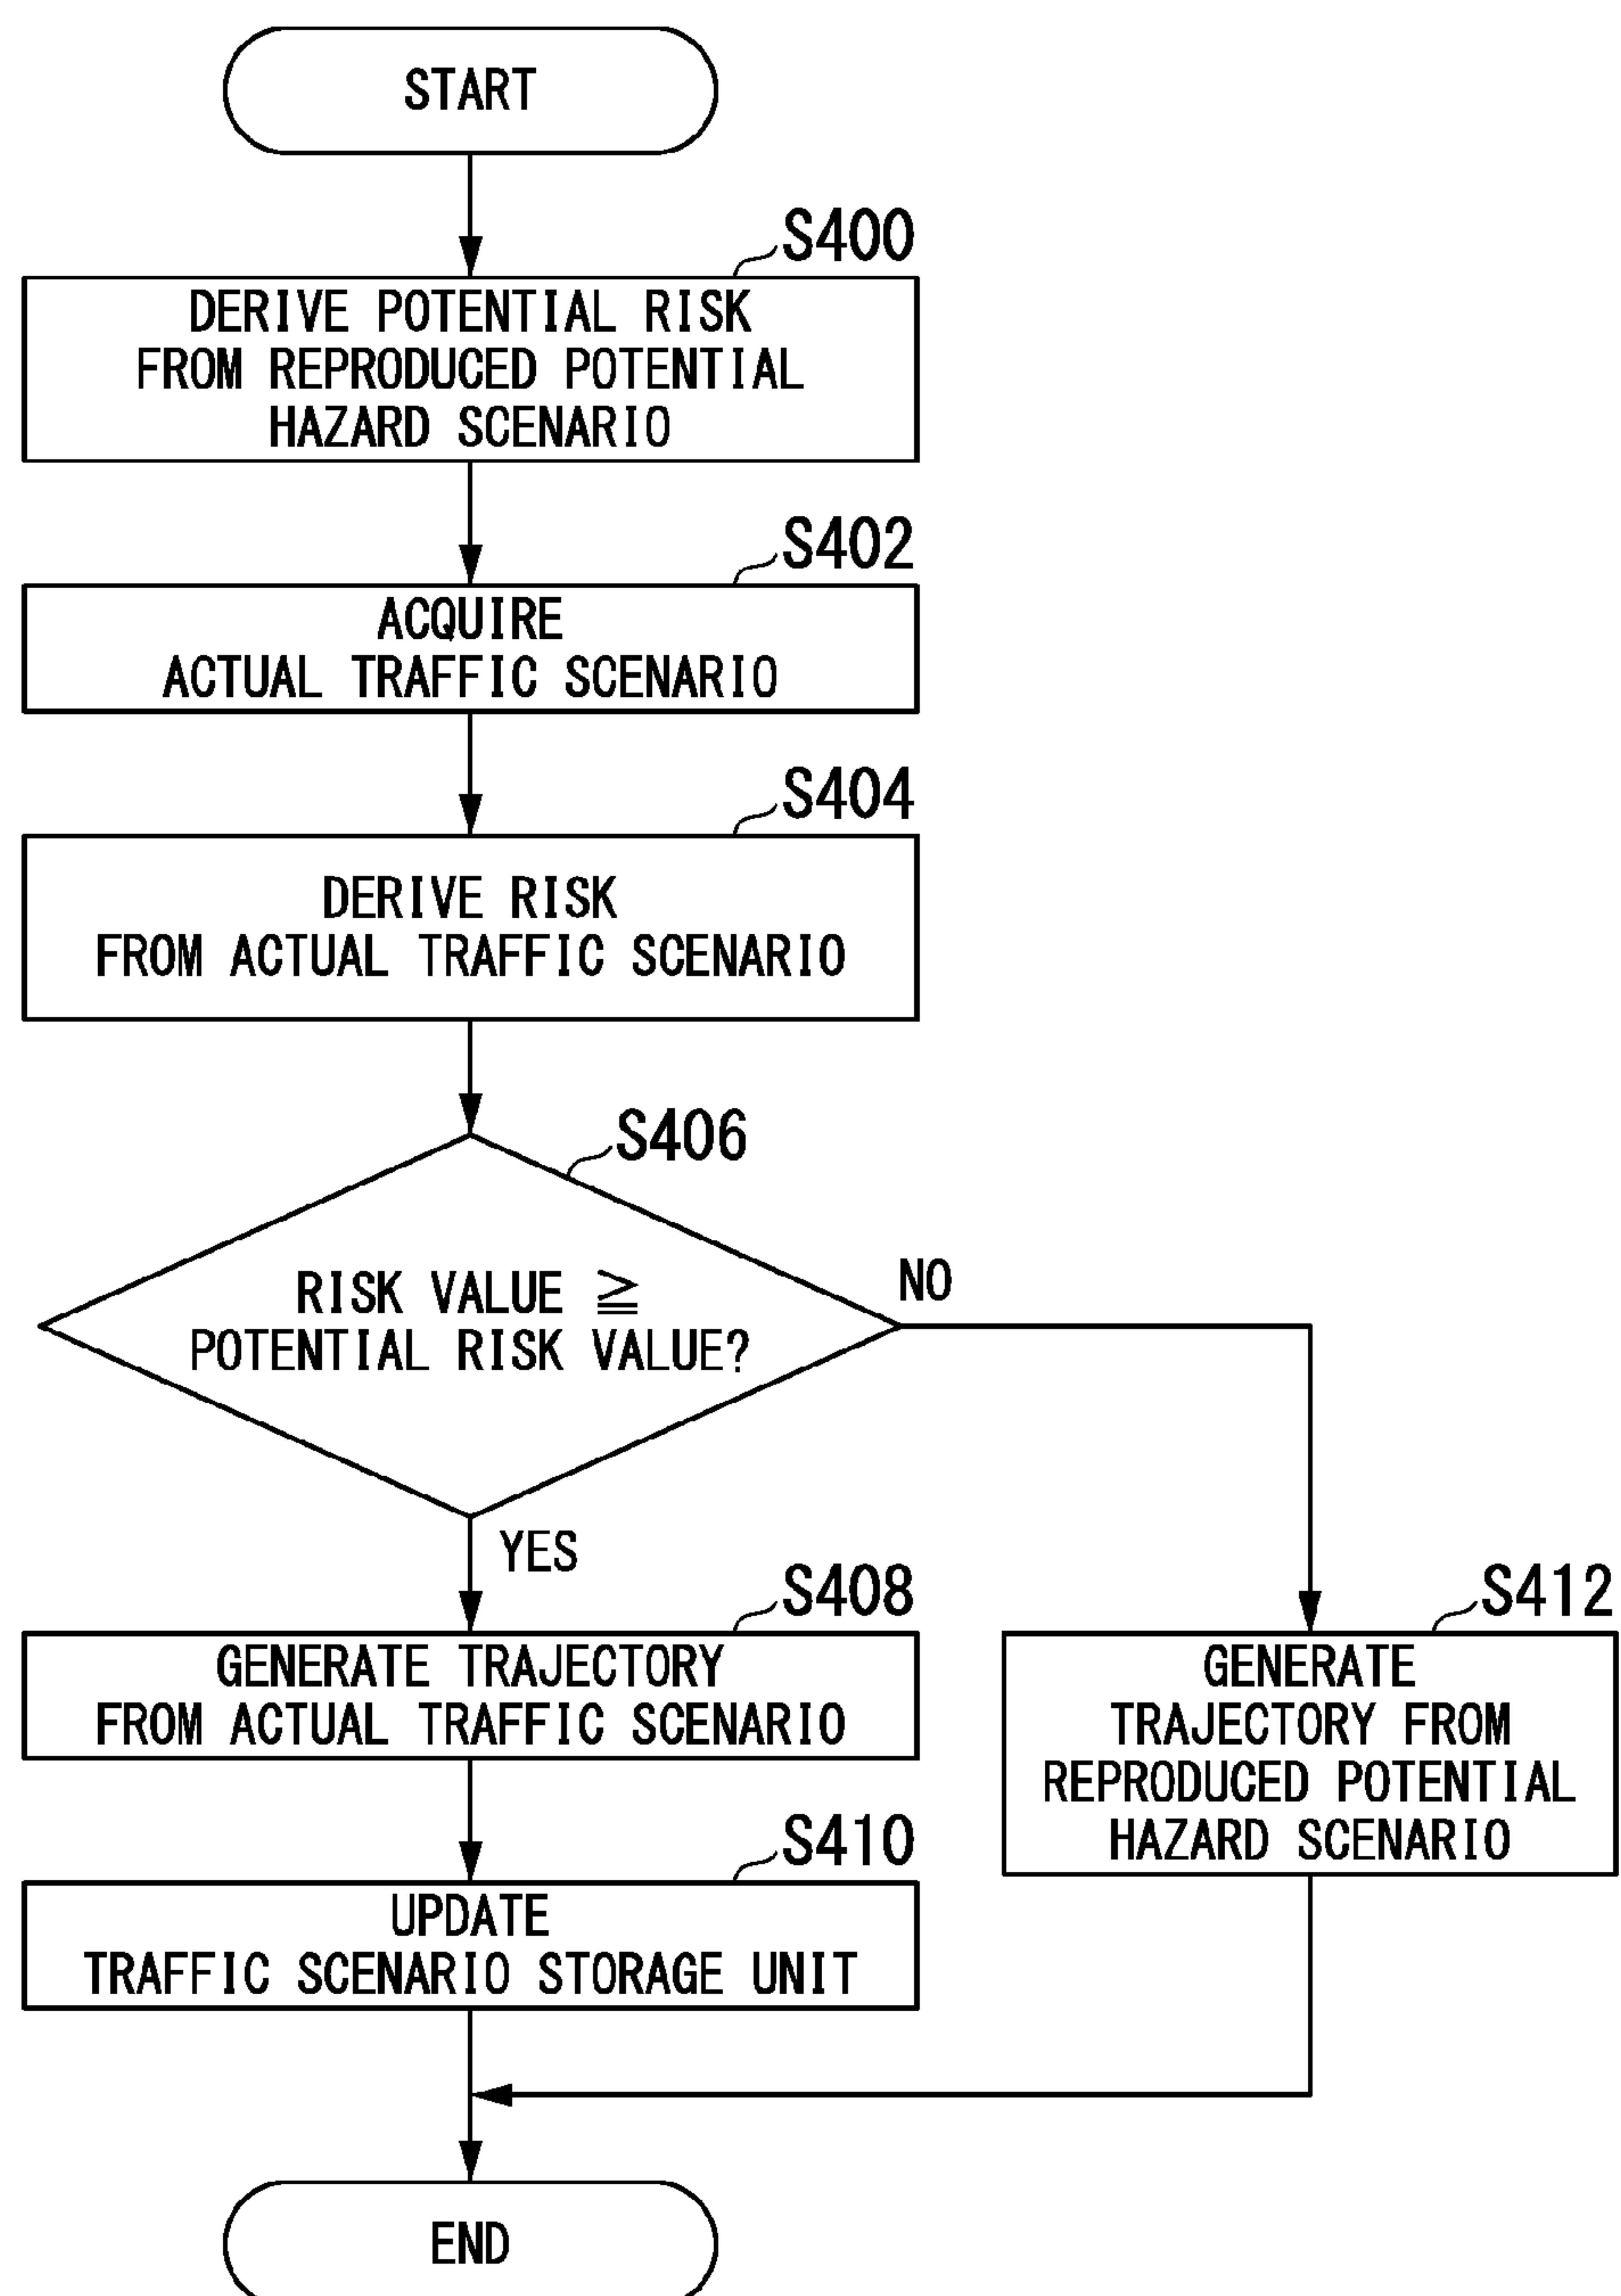 START
S400
DERIVE POTENTIAL RISK
FROM REPRODUCED POTENTIAL
HAZARD SCENARIO
S402
ACQUIRE
ACTUAL TRAFFIC SCENARIO
S404
DERIVE RISK
FROM ACTUAL TRAFFIC SCENARIO
S406
RISK VALUE ≧
POTENTIAL RISK VALUE?
NO
YES
S408
GENERATE TRAJECTORY
FROM ACTUAL TRAFFIC SCENARIO
S412
GENERATE
TRAJECTORY FROM
REPRODUCED POTENTIAL
HAZARD SCENARIO
S410
UPDATE
TRAFFIC SCENARIO STORAGE UNIT
END